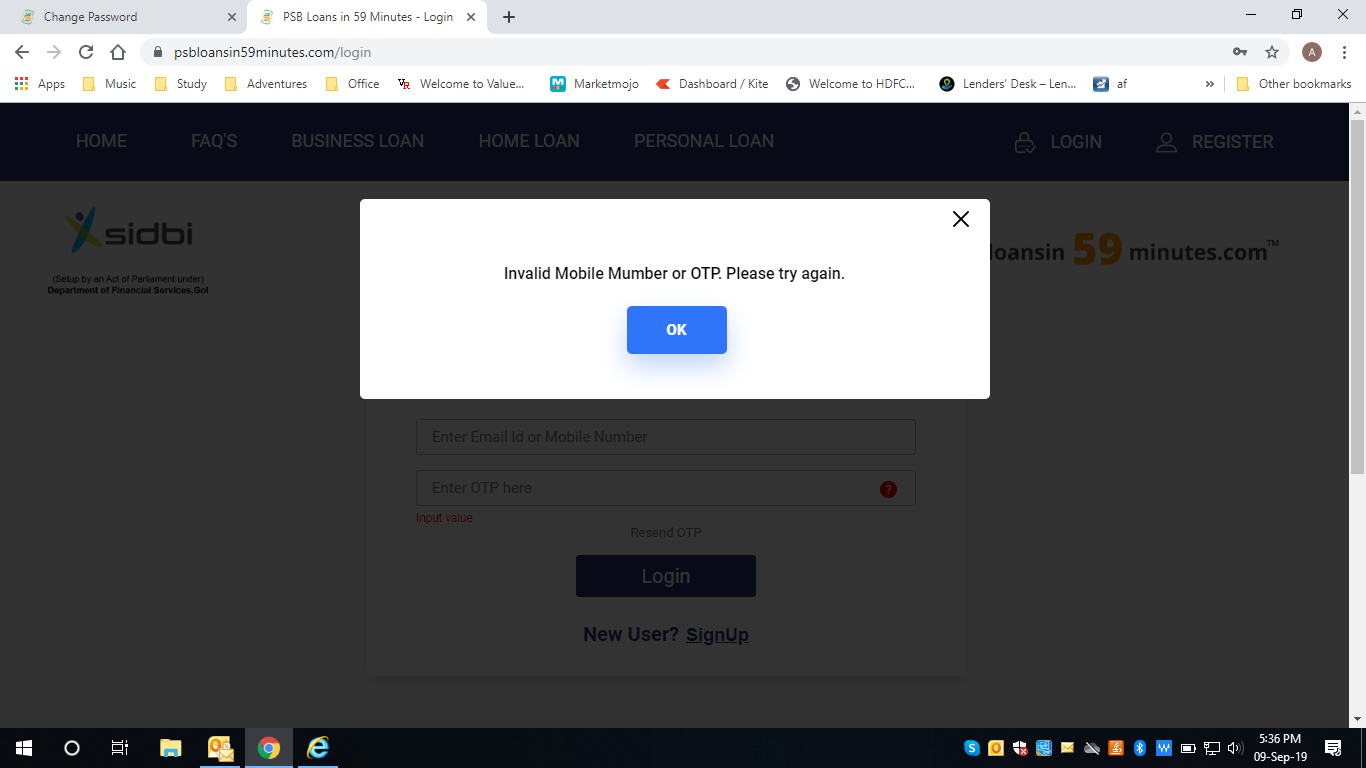 Change Password
PSB Loans in 59 Minutes - Login
psbloansin59minutes.com/login
A
Apps
Music
Study
Adventures
Office
Welcome to Value...
Marketmojo
Dashboard / Kite
Welcome to HDFC...
Lenders' Desk – Len...
af
»
Other bookmarks
HOME
FAQ'S
BUSINESS LOAN
HOME LOAN
PERSONAL LOAN
LOGIN
REGISTER
sidbi
(Setup by an Act of Parliament under)
Department of Financial Services,GoI
loansin 59 minutes.com™
Invalid Mobile Mumber or OTP. Please try again.
OK
Enter Email Id or Mobile Number
Enter OTP here
?
Input value
Resend OTP
Login
New User? SignUp
5:36 PM
09-Sep-19